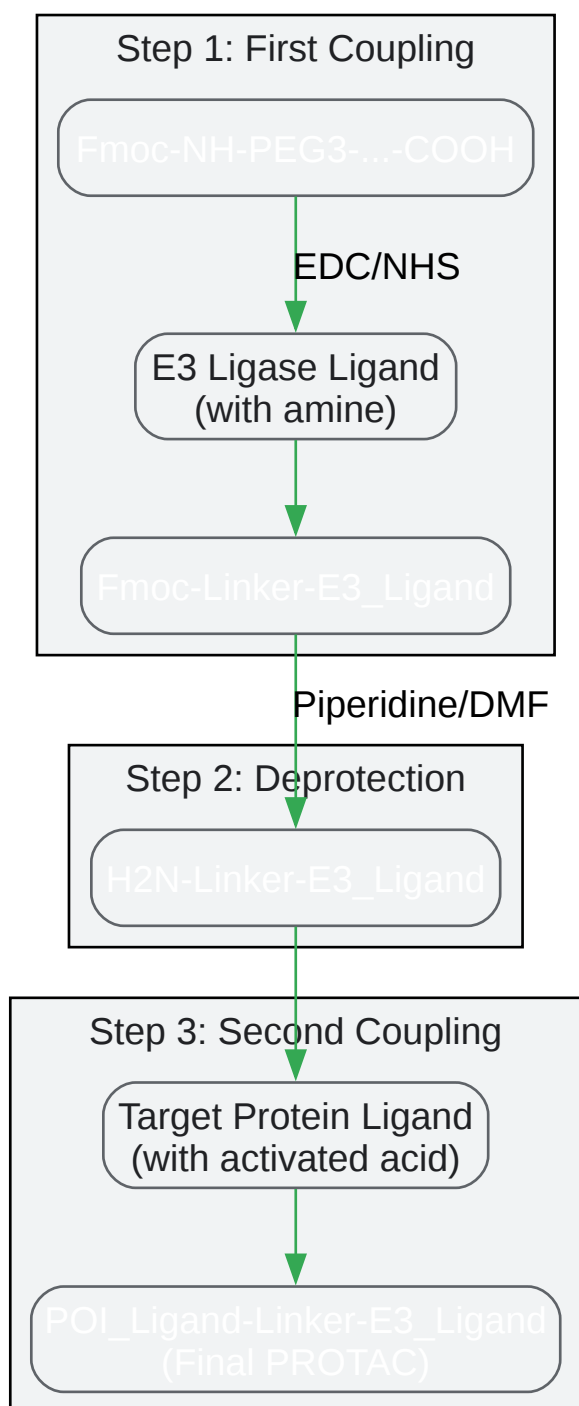 Step 1: First Coupling
Fmoc-NH-PEG3-...-COOH
EDC/NHS
E3 Ligase Ligand
(with amine)
Fmoc-Linker-E3_Ligand
Piperidine/DMF
Step 2: Deprotection
H2N-Linker-E3_Ligand
Step 3: Second Coupling
Target Protein Ligand
(with activated acid)
POI_Ligand-Linker-E3_Ligand
(Final PROTAC)